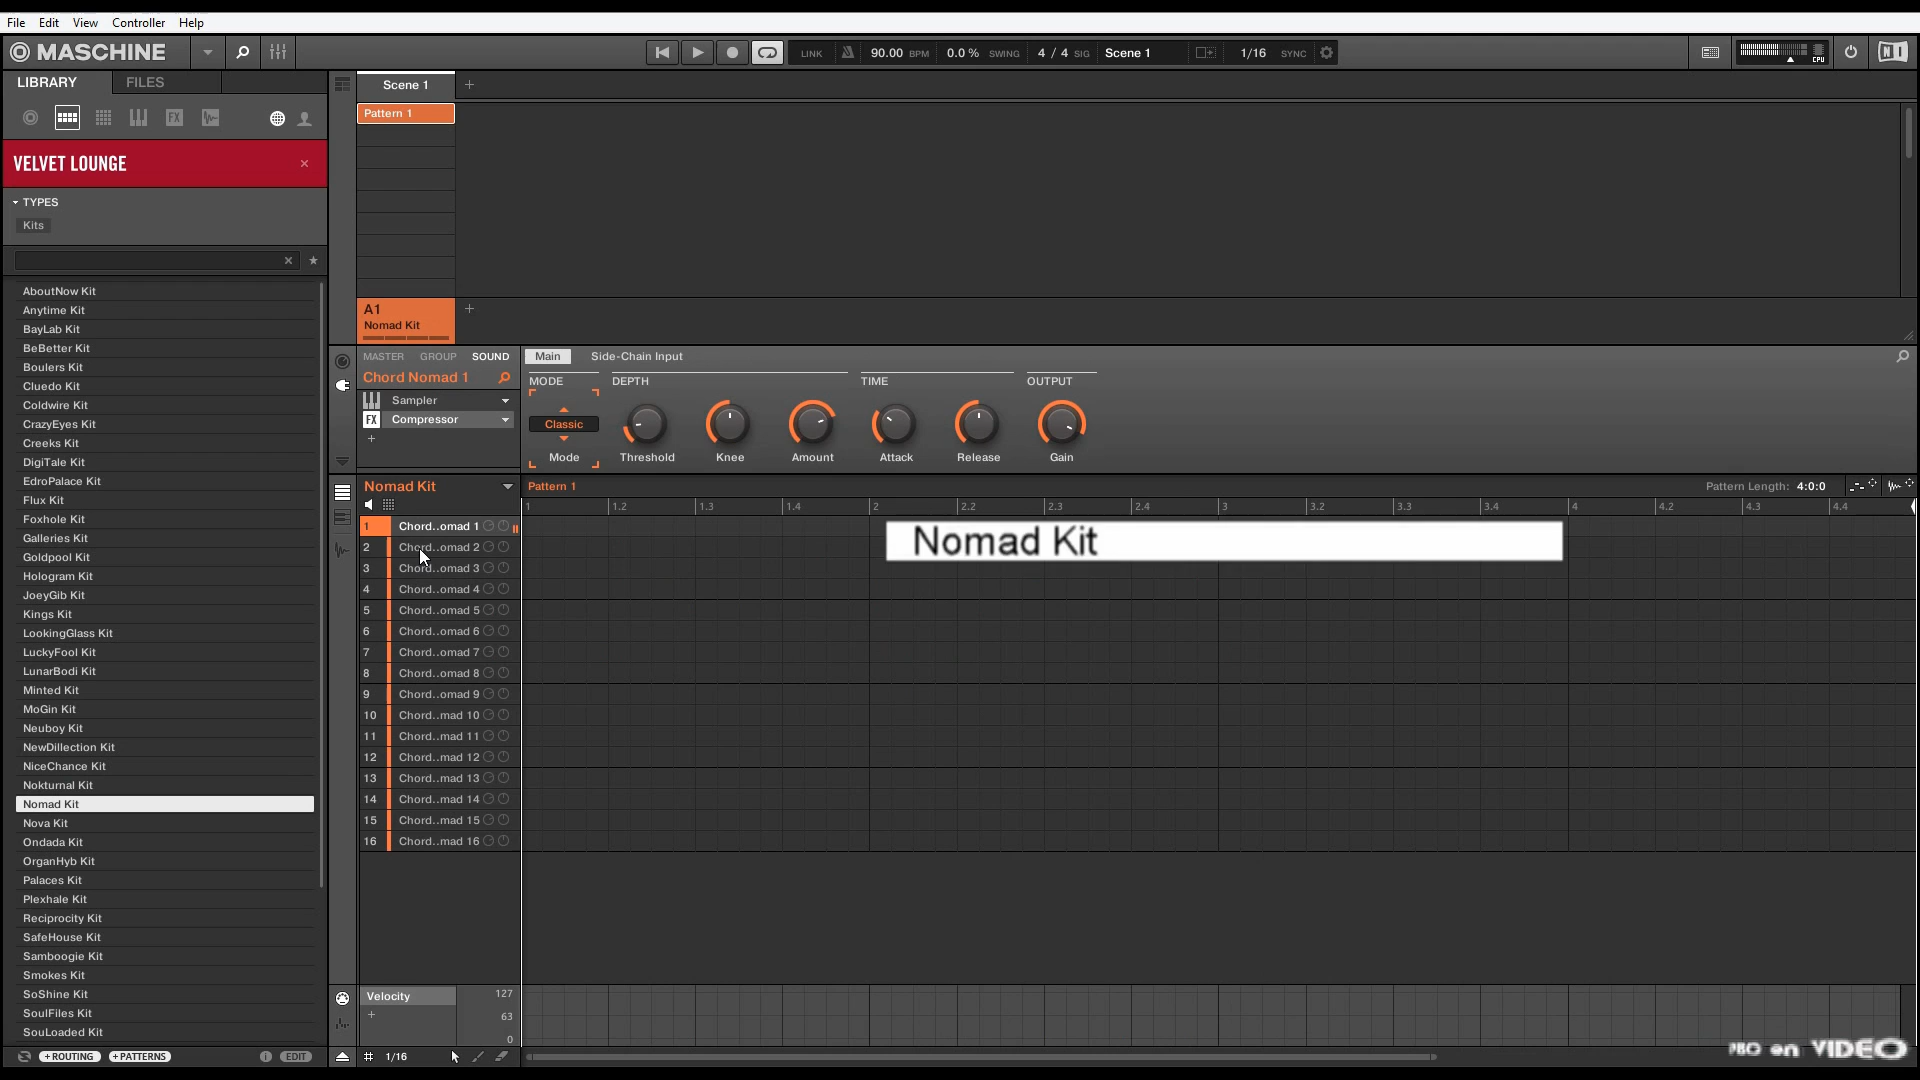 File Edit View Controller Help
MASCHINE
LINK 90.00 BPM 0.0 % SWING 4 / 4 SIG Scene 1 1/16 SYNC CPU
LIBRARY FILES
Scene 1 +
FX
Pattern 1
VELVET LOUNGE
TYPES
Kits
AboutNow Kit
Anytime Kit
BayLab Kit
BeBetter Kit
Boulers Kit
Cluedo Kit
Coldwire Kit
CrazyEyes Kit
Creeks Kit
DigiTale Kit
EdroPalace Kit
Flux Kit
Foxhole Kit
Galleries Kit
Goldpool Kit
Hologram Kit
JoeyGib Kit
Kings Kit
LookingGlass Kit
LuckyFool Kit
LunarBodi Kit
Minted Kit
MoGin Kit
Neuboy Kit
NewDillection Kit
NiceChance Kit
Nokturnal Kit
Nomad Kit
Nova Kit
Ondada Kit
OrganHyb Kit
Palaces Kit
Plexhale Kit
Reciprocity Kit
SafeHouse Kit
Samboogie Kit
Smokes Kit
SoShine Kit
SoulFiles Kit
SouLoaded Kit
+ROUTING +PATTERNS EDIT
A1 +
Nomad Kit
MASTER GROUP SOUND
Chord Nomad 1
Sampler
FX Compressor
+
Main Side-Chain Input
MODE DEPTH TIME OUTPUT
Classic
Mode Threshold Knee Amount Attack Release Gain
Nomad Kit
Pattern 1 Pattern Length: 4:0:0
1 1.2 1.3 1.4 2 2.2 2.3 2.4 3 3.2 3.3 3.4 4 4.2 4.3 4.4
1 Chord..omad 1
2 Chord..omad 2
3 Chord..omad 3
4 Chord..omad 4
5 Chord..omad 5
6 Chord..omad 6
7 Chord..omad 7
8 Chord..omad 8
9 Chord..omad 9
10 Chord..mad 10
11 Chord..mad 11
12 Chord..mad 12
13 Chord..mad 13
14 Chord..mad 14
15 Chord..mad 15
16 Chord..mad 16
Nomad Kit
Velocity 127
+ 63
0
1/16
on VIDEO